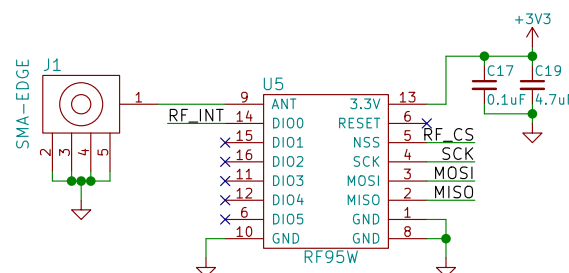 +3V3
J1
SMA-EDGE
1
2
3
4
5
C17
0.1uF
C19
4.7uF
U5
RF_INT
9 ANT 3.3V 13
14 DIO0 RESET 6
15 DIO1 NSS 5 RF_CS
16 DIO2 SCK 4 SCK
11 DIO3 MOSI 3 MOSI
12 DIO4 MISO 2 MISO
6 DIO5 GND 1
10 GND GND 8
RF95W